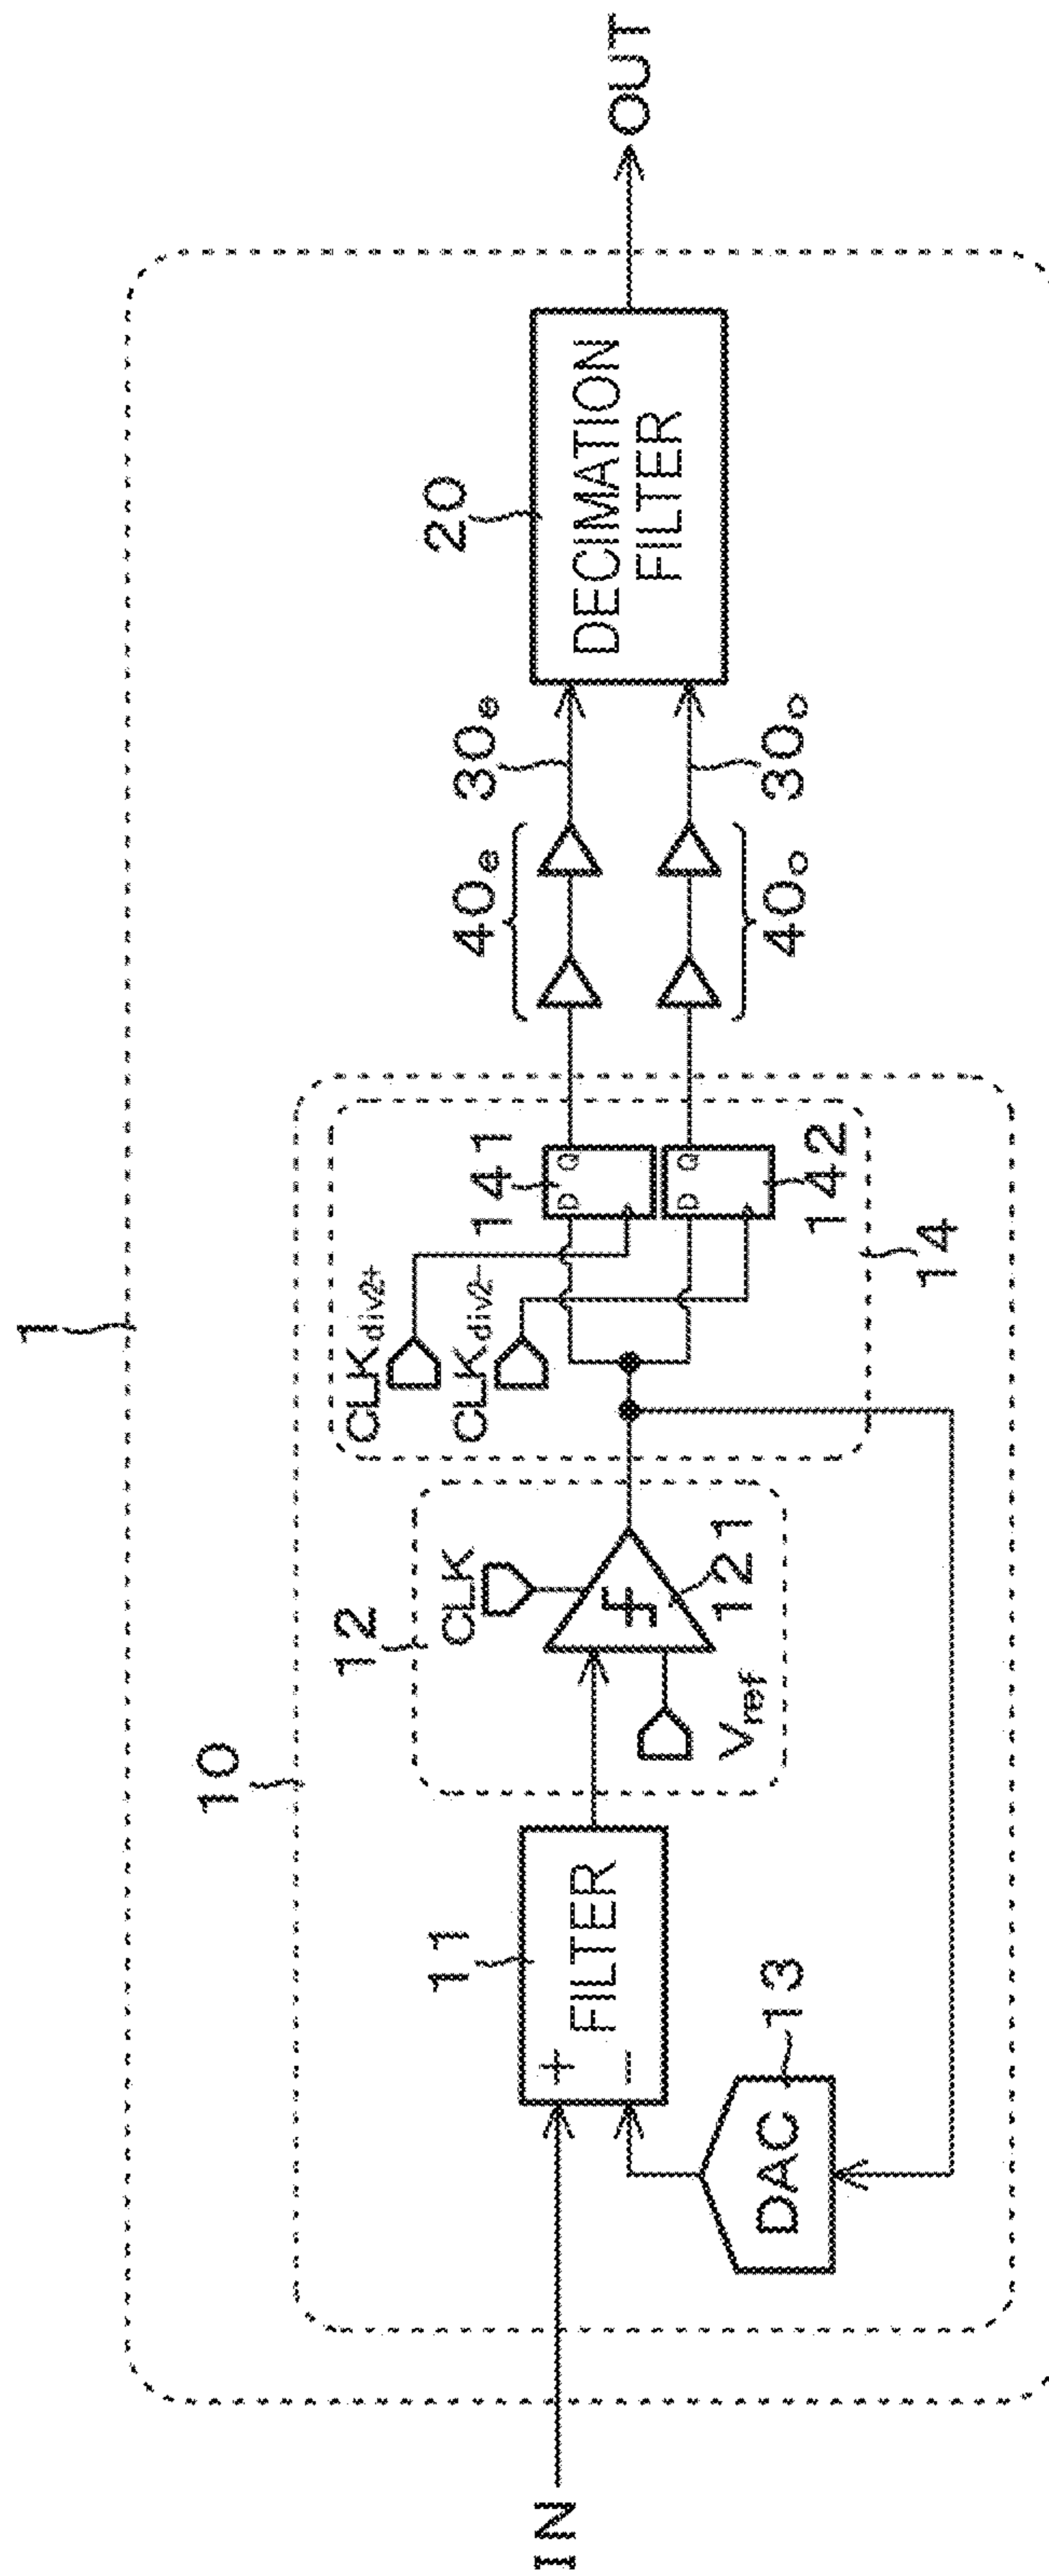 1
10
12
11
20
CLK
CLKdiv2+
CLKdiv2−
141
40e
30e
IN
+
−
FILTER
D Q
D Q
DECIMATION
FILTER
OUT
Vref
121
142
40o
30o
DAC
13
14